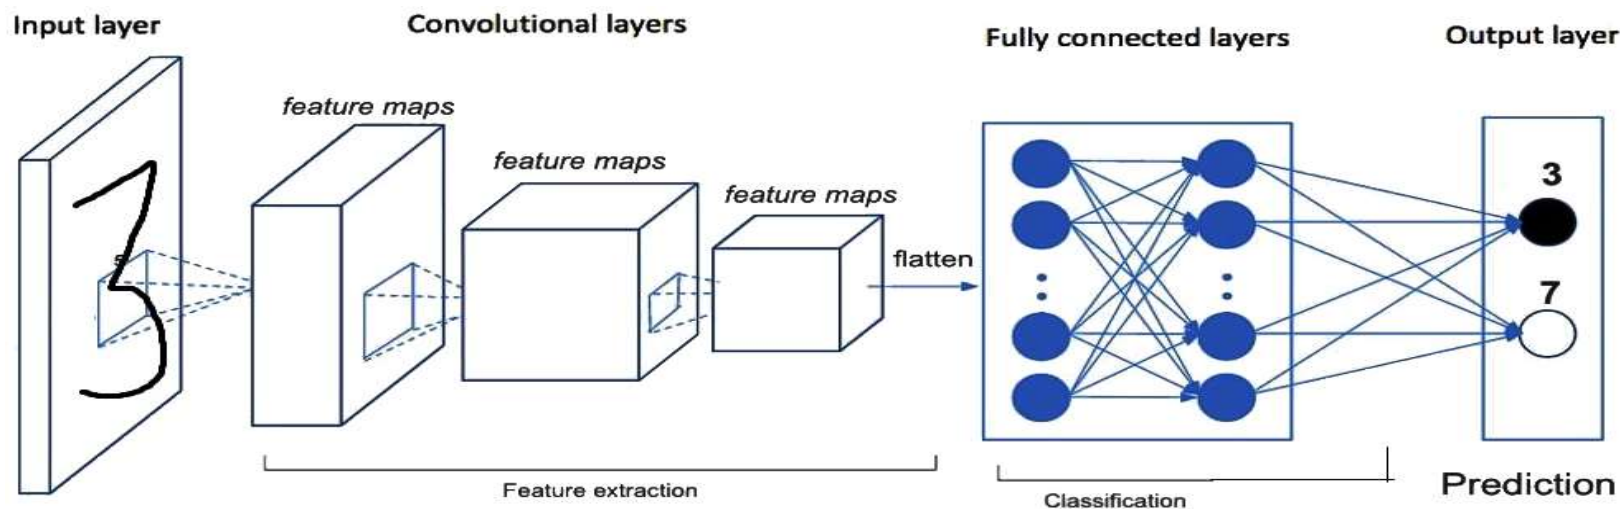 Input layer
Convolutional layers
Fully connected layers
Output layer
feature maps
feature maps
feature maps
3
3
7
s
flatten
Feature extraction
Classification
Prediction